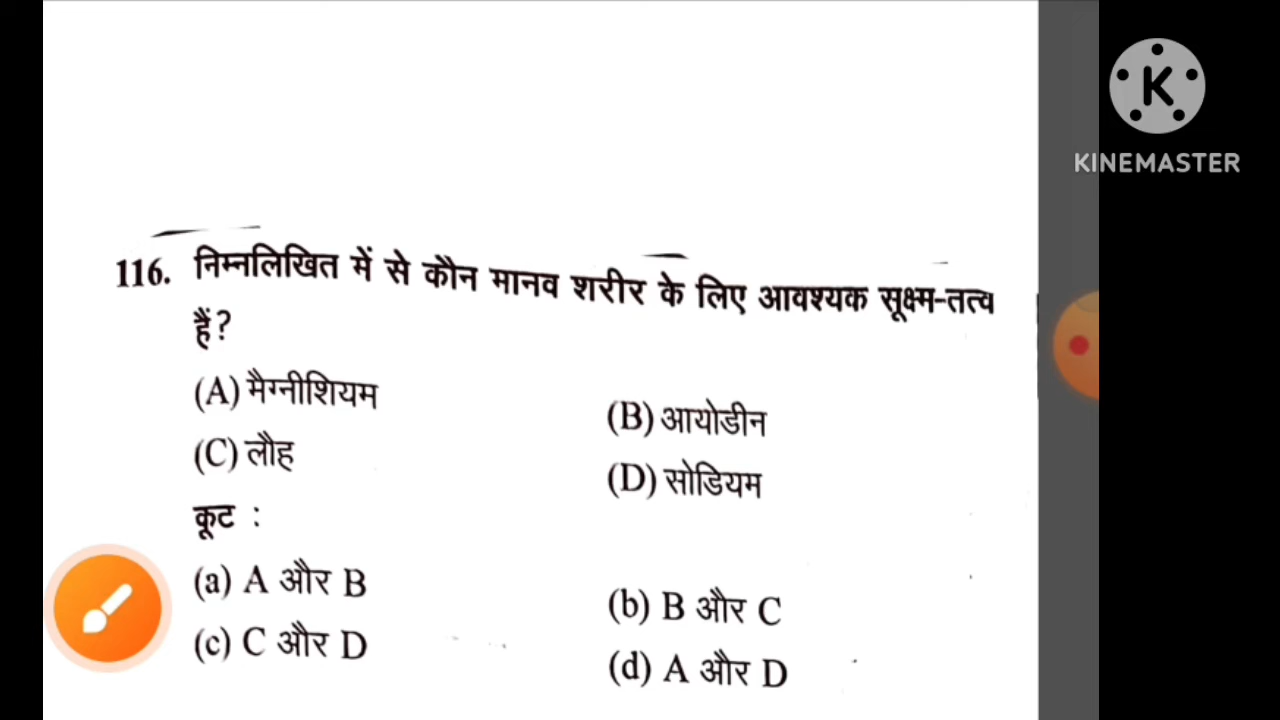 KINEMASTER
116. निम्नलिखित में से कौन मानव शरीर के लिए आवश्यक सूक्ष्म-तत्व
हैं?
(A) मैग्नीशियम (B) आयोडीन
(C) लौह (D) सोडियम
कूट :
(a) A और B (b) B और C
(c) C और D (d) A और D